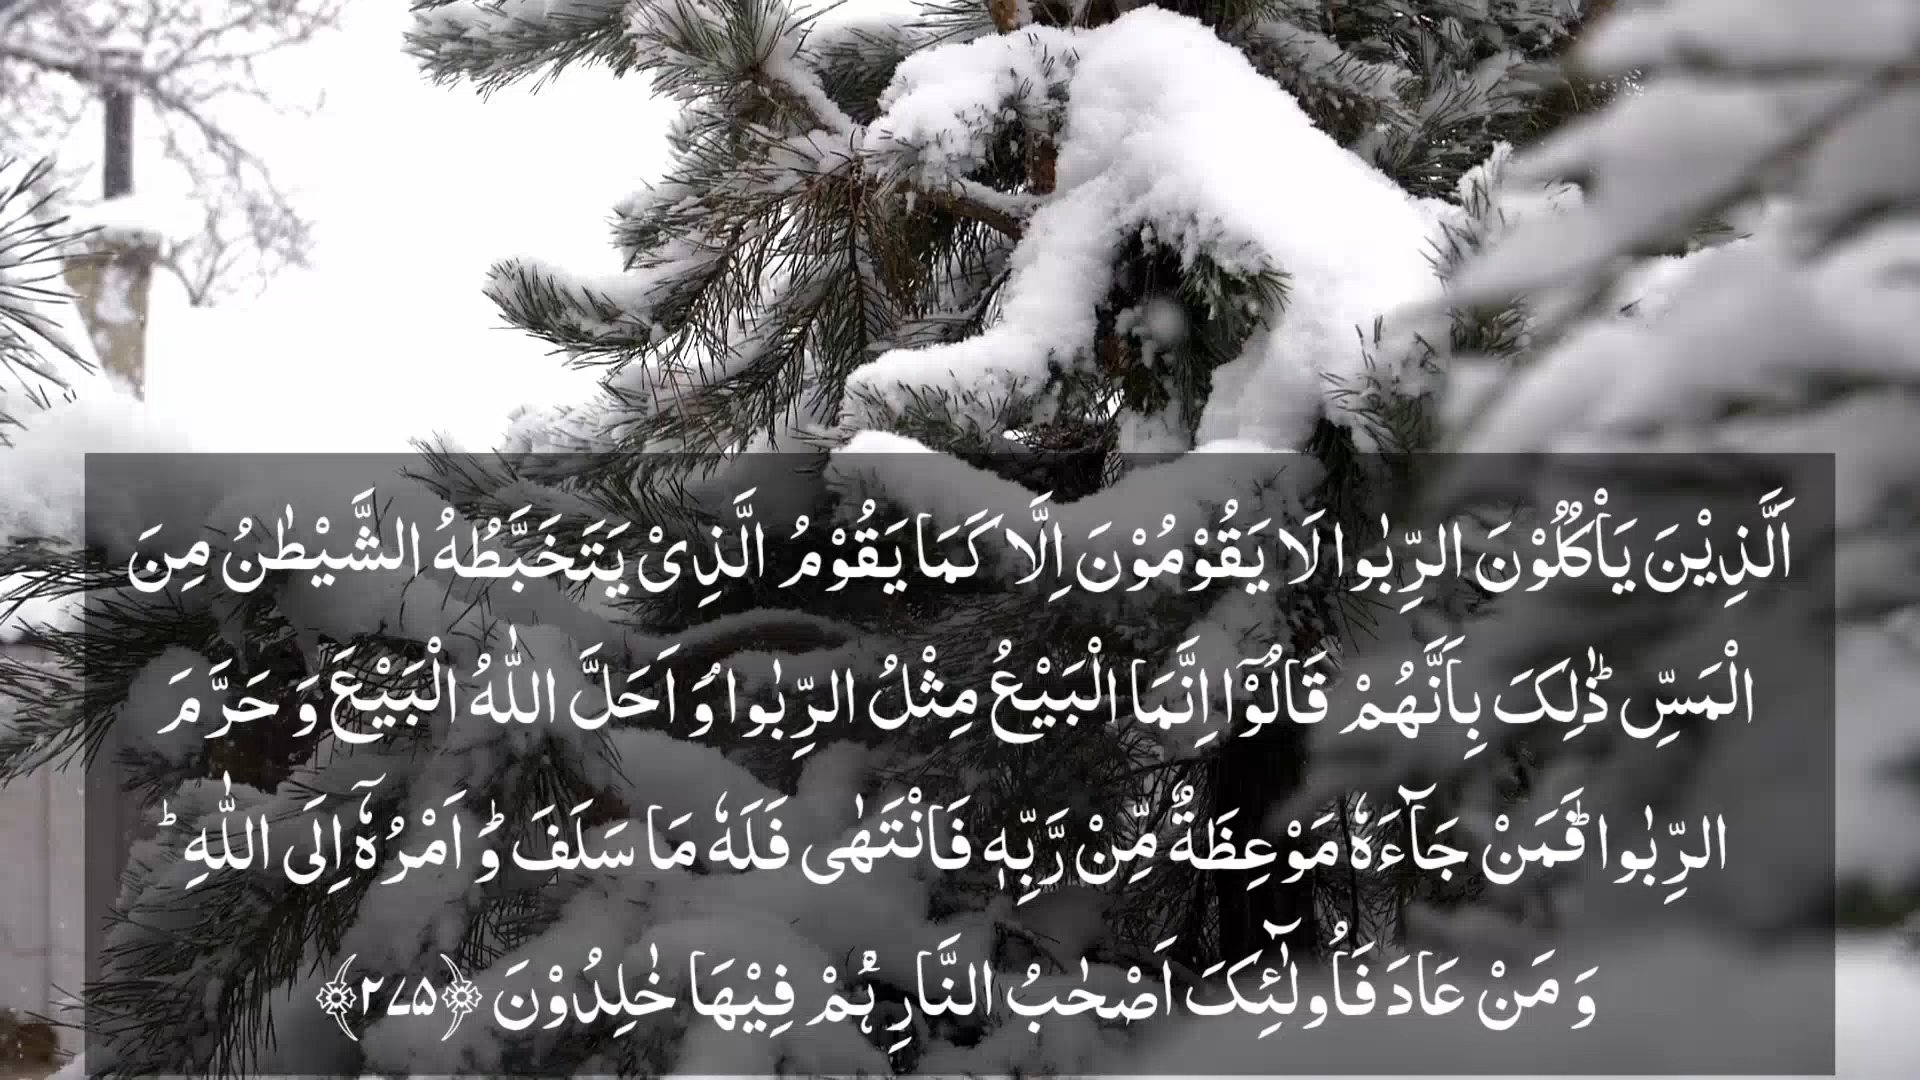 اَلَّذِيْنَ يَاْكُلُوْنَ الرِّبٰوا لَا يَقُوْمُوْنَ اِلَّا كَمَا يَقُوْمُ الَّذِىْ يَتَخَبَّطُهُ الشَّيْطٰنُ مِنَ
الْمَسِّ‌ؕ ذٰ لِكَ بِاَنَّهُمْ قَالُوْۤا اِنَّمَا الْبَيْعُ مِثْلُ الرِّبٰوا‌ ۘ وَاَحَلَّ اللّٰهُ الْبَيْعَ وَ حَرَّمَ
الرِّبٰوا‌ؕ فَمَنْ جَآءَهٗ مَوْعِظَةٌ مِّنْ رَّبِّهٖ فَانْتَهٰى فَلَهٗ مَا سَلَفَؕ وَ اَمْرُهٗۤ اِلَى اللّٰهِ‌ؕ
وَ مَنْ عَادَ فَاُولٰٓئِكَ اَصْحٰبُ النَّارِ‌ۚ هُمْ فِيْهَا خٰلِدُوْنَ ﴿۲۷۵﴾